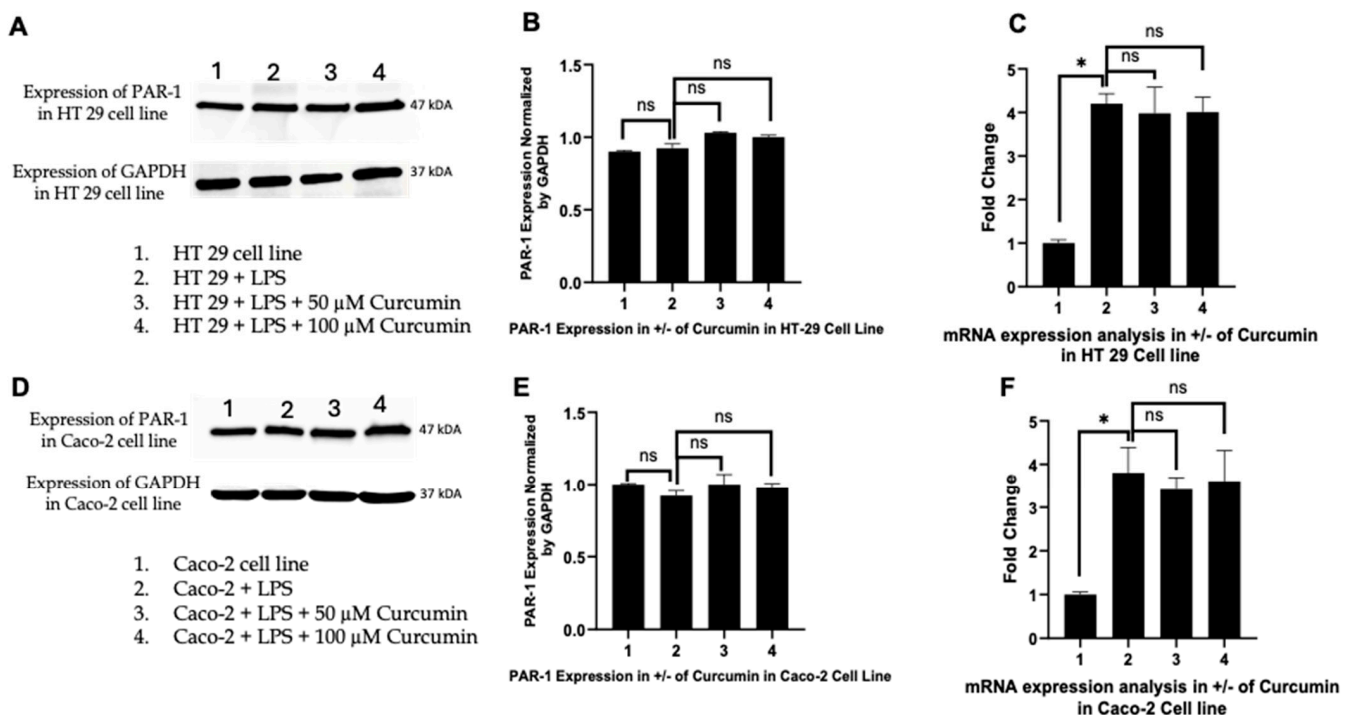 A
1 2 3 4
Expression of PAR-1
in HT 29 cell line
47 kDA
Expression of GAPDH
in HT 29 cell line
37 kDA
1. HT 29 cell line
2. HT 29 + LPS
3. HT 29 + LPS + 50 µM Curcumin
4. HT 29 + LPS + 100 µM Curcumin
B
PAR-1 Expression Normalized
by GAPDH
1.5
1.0
0.5
0.0
ns
ns
ns
1 2 3 4
PAR-1 Expression in +/- of Curcumin in HT-29 Cell Line
C
Fold Change
5
4
3
2
1
0
ns
ns
*
1 2 3 4
mRNA expression analysis in +/- of Curcumin
in HT 29 Cell line
D
1 2 3 4
Expression of PAR-1
in Caco-2 cell line
47 kDA
Expression of GAPDH
in Caco-2 cell line
37 kDA
1. Caco-2 cell line
2. Caco-2 + LPS
3. Caco-2 + LPS + 50 µM Curcumin
4. Caco-2 + LPS + 100 µM Curcumin
E
PAR-1 Expression Normalized
by GAPDH
1.5
1.0
0.5
0.0
ns
ns
ns
1 2 3 4
PAR-1 Expression in +/- of Curcumin in Caco-2 Cell Line
F
Fold Change
5
4
3
2
1
0
ns
ns
*
1 2 3 4
mRNA expression analysis in +/- of Curcumin
in Caco-2 Cell line